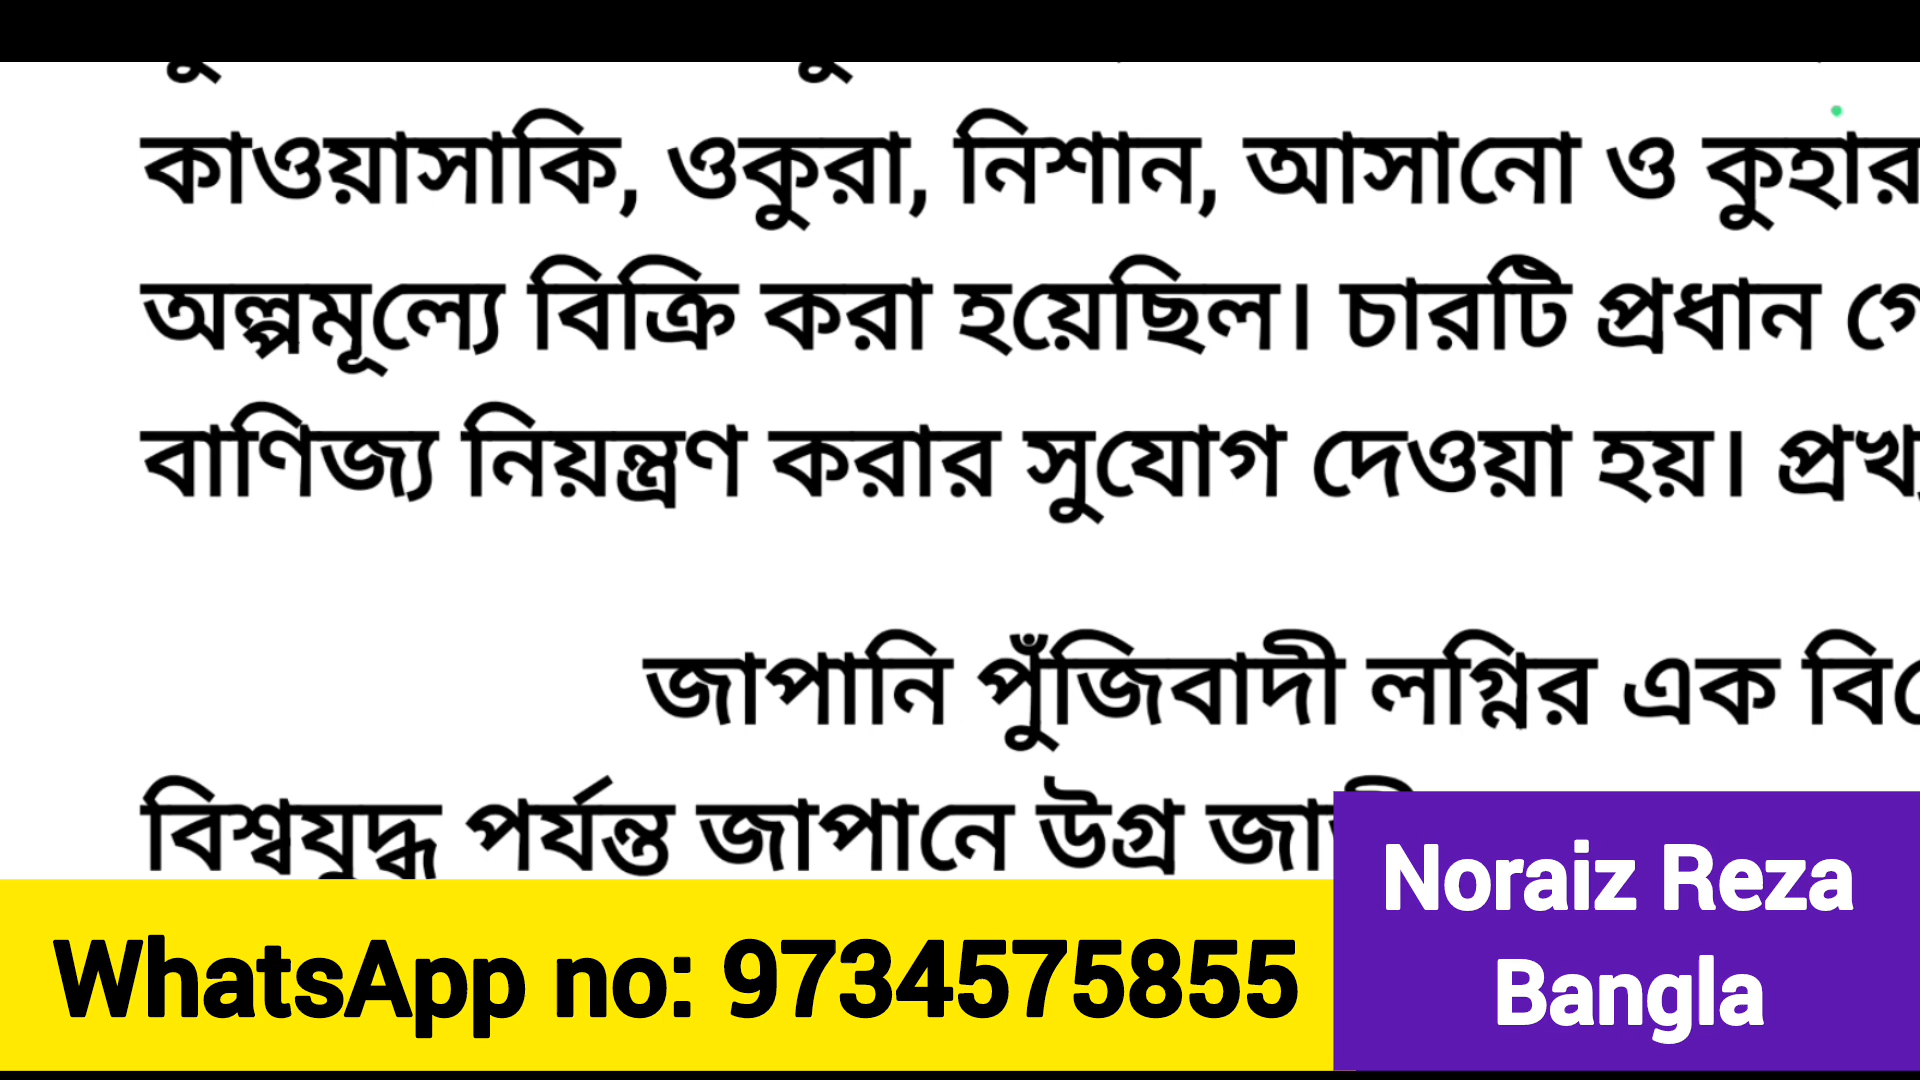 কাওয়াসাকি, ওকুরা, নিশান, আসানো ও
অল্পমূল্যে বিক্রি করা হয়েছিল। চারটি প্রধান
বাণিজ্য নিয়ন্ত্রণ করার সুযোগ দেওয়া হয়।
জাপানি পুঁজিবাদী লগ্নির এক
বিশ্বযুদ্ধ পর্যন্ত জাপানে উগ্র
WhatsApp no: 9734575855
Noraiz Reza
Bangla